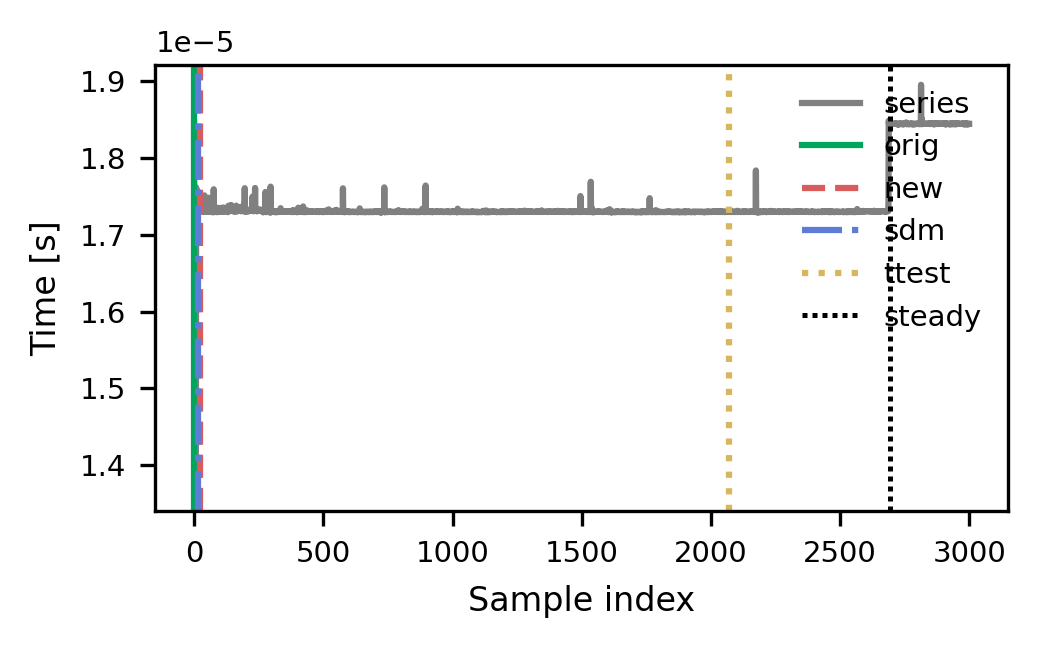 1e−5
1.9
1.8
1.7
1.6
1.5
1.4
Time [s]
series
orig
new
sdm
ttest
steady
0 500 1000 1500 2000 2500 3000
Sample index